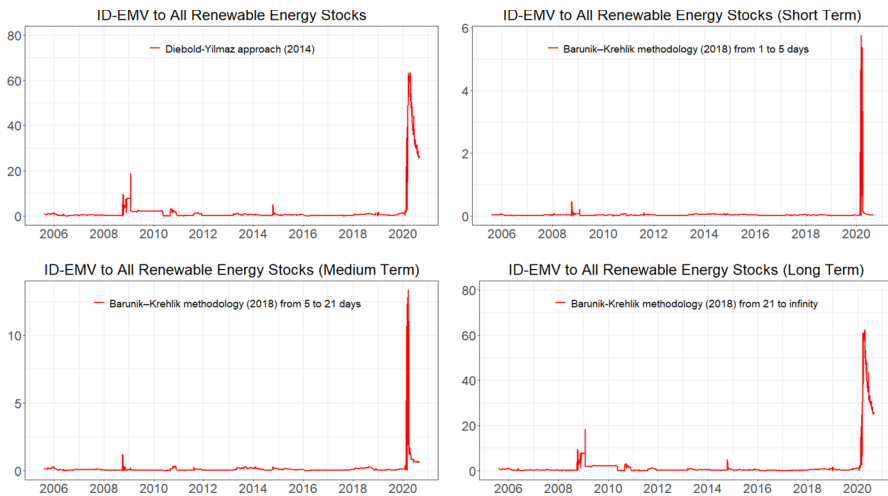 ID-EMV to All Renewable Energy Stocks
Diebold-Yilmaz approach (2014)
80
60
40
20
0
2006 2008 2010 2012 2014 2016 2018 2020
ID-EMV to All Renewable Energy Stocks (Short Term)
Barunik–Krehlik methodology (2018) from 1 to 5 days
6
4
2
0
2006 2008 2010 2012 2014 2016 2018 2020
ID-EMV to All Renewable Energy Stocks (Medium Term)
Barunik–Krehlik methodology (2018) from 5 to 21 days
10
5
0
2006 2008 2010 2012 2014 2016 2018 2020
ID-EMV to All Renewable Energy Stocks (Long Term)
Barunik-Krehlik methodology (2018) from 21 to infinity
80
60
40
20
0
2006 2008 2010 2012 2014 2016 2018 2020